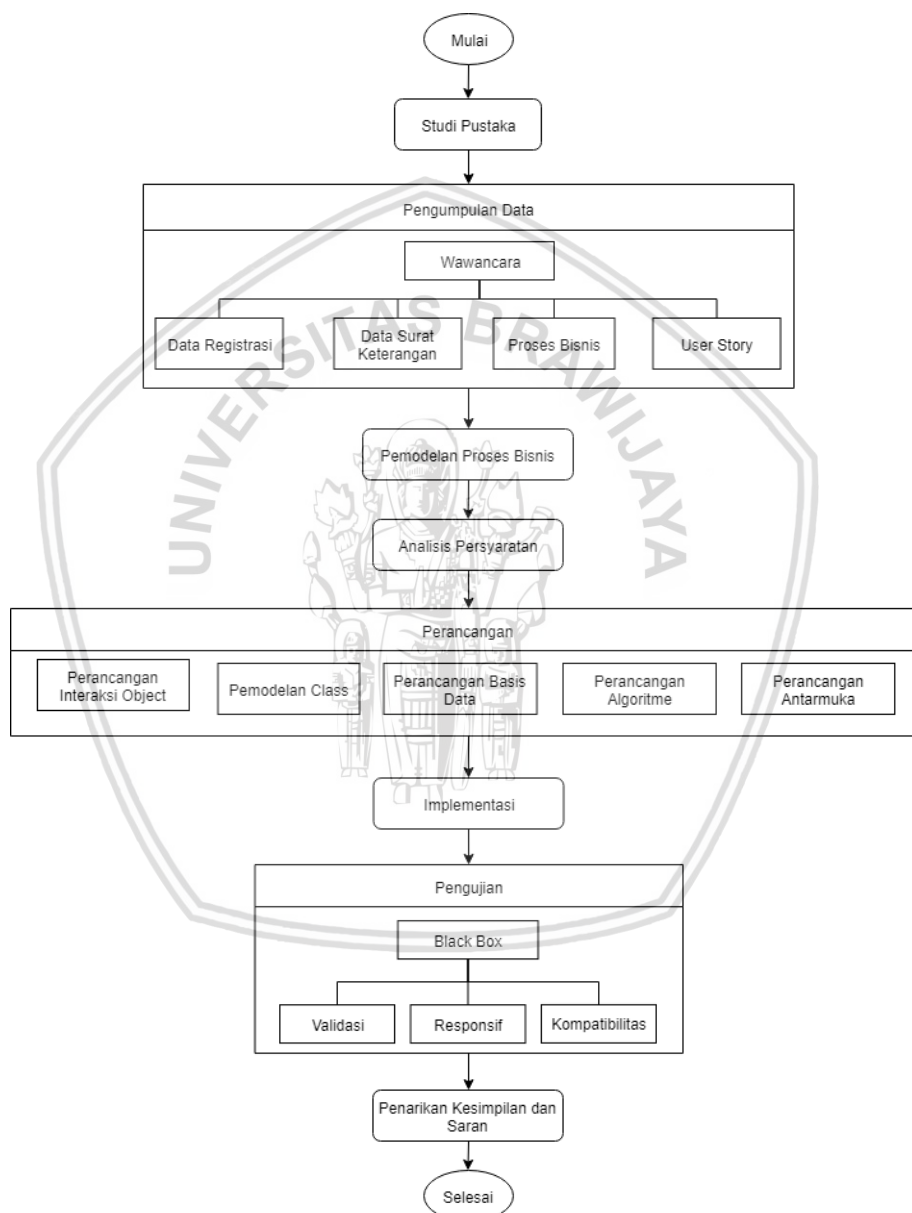 Mulai
Studi Pustaka
Pengumpulan Data
Wawancara
Data Registrasi
Data Surat
Keterangan
Proses Bisnis
User Story
UNIVERSITAS BRAWIJAYA
Pemodelan Proses Bisnis
Analisis Persyaratan
Perancangan
Perancangan
Interaksi Object
Pemodelan Class
Perancangan Basis
Data
Perancangan
Algoritme
Perancangan
Antarmuka
Implementasi
Pengujian
Black Box
Validasi
Responsif
Kompatibilitas
Penarikan Kesimpilan dan
Saran
Selesai